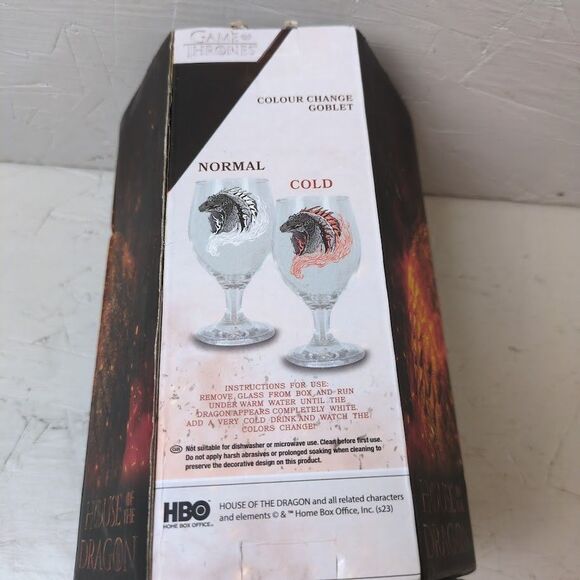 GAME OF
THRONES
COLOUR CHANGE
GOBLET
NORMAL
COLD
INSTRUCTIONS FOR USE:
REMOVE GLASS FROM BOX AND RUN
UNDER WARM WATER UNTIL THE
DRAGON APPEARS COMPLETELY WHITE.
ADD A VERY COLD DRINK AND WATCH THE
COLORS CHANGE!
Not suitable for dishwasher or microwave use. Clean before first use.
Do not apply harsh abrasives or prolonged soaking when cleaning to
preserve the decorative design on this product.
HBO
HOME BOX OFFICE
HOUSE OF THE DRAGON and all related characters
and elements © & ™ Home Box Office, Inc. (s23)
HOUSE OF THE
DRAGON
HOUSE OF THE
DRAGON